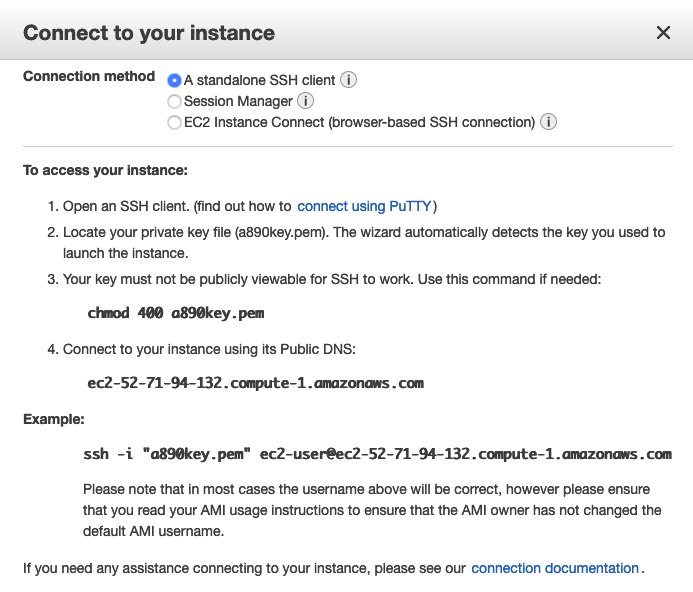 Connect to your instance
Connection method
A standalone SSH client
Session Manager
EC2 Instance Connect (browser-based SSH connection)
To access your instance:
1. Open an SSH client. (find out how to connect using PuTTY)
2. Locate your private key file (a890key.pem). The wizard automatically detects the key you used to
launch the instance.
3. Your key must not be publicly viewable for SSH to work. Use this command if needed:
chmod 400 a890key.pem
4. Connect to your instance using its Public DNS:
ec2-52-71-94-132.compute-1.amazonaws.com
Example:
ssh -i "a890key.pem" ec2-user@ec2-52-71-94-132.compute-1.amazonaws.com
Please note that in most cases the username above will be correct, however please ensure
that you read your AMI usage instructions to ensure that the AMI owner has not changed the
default AMI username.
If you need any assistance connecting to your instance, please see our connection documentation.